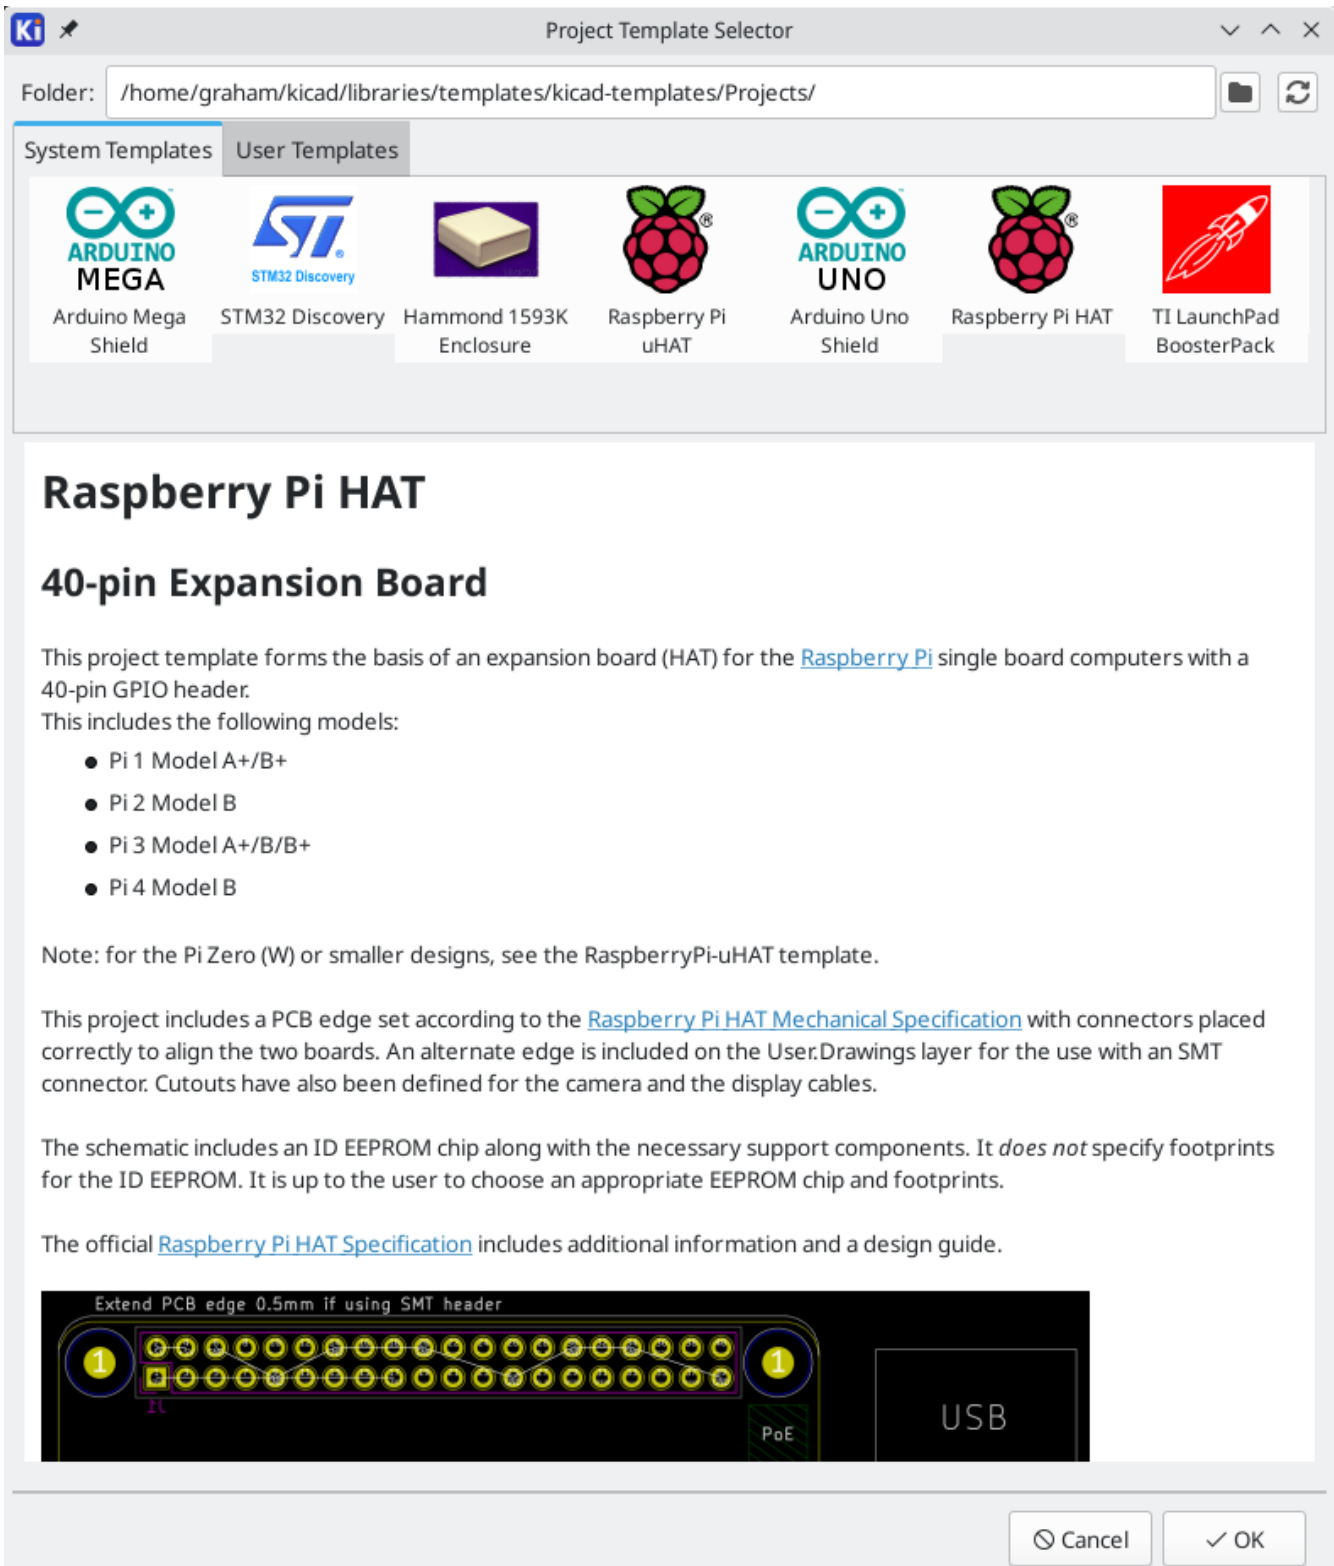 Ki
Project Template Selector
Folder: /home/graham/kicad/libraries/templates/kicad-templates/Projects/
System Templates User Templates
ARDUINO
MEGA
Arduino Mega
Shield
ST
STM32 Discovery
STM32 Discovery
Hammond 1593K
Enclosure
®
Raspberry Pi
uHAT
ARDUINO
UNO
Arduino Uno
Shield
®
Raspberry Pi HAT
TI LaunchPad
BoosterPack
Raspberry Pi HAT
40-pin Expansion Board
This project template forms the basis of an expansion board (HAT) for the Raspberry Pi single board computers with a
40-pin GPIO header.
This includes the following models:
Pi 1 Model A+/B+
Pi 2 Model B
Pi 3 Model A+/B/B+
Pi 4 Model B
Note: for the Pi Zero (W) or smaller designs, see the RaspberryPi-uHAT template.
This project includes a PCB edge set according to the Raspberry Pi HAT Mechanical Specification with connectors placed
correctly to align the two boards. An alternate edge is included on the User.Drawings layer for the use with an SMT
connector. Cutouts have also been defined for the camera and the display cables.
The schematic includes an ID EEPROM chip along with the necessary support components. It does not specify footprints
for the ID EEPROM. It is up to the user to choose an appropriate EEPROM chip and footprints.
The official Raspberry Pi HAT Specification includes additional information and a design guide.
Extend PCB edge 0.5mm if using SMT header
1 1
J1
PoE
USB
Cancel OK